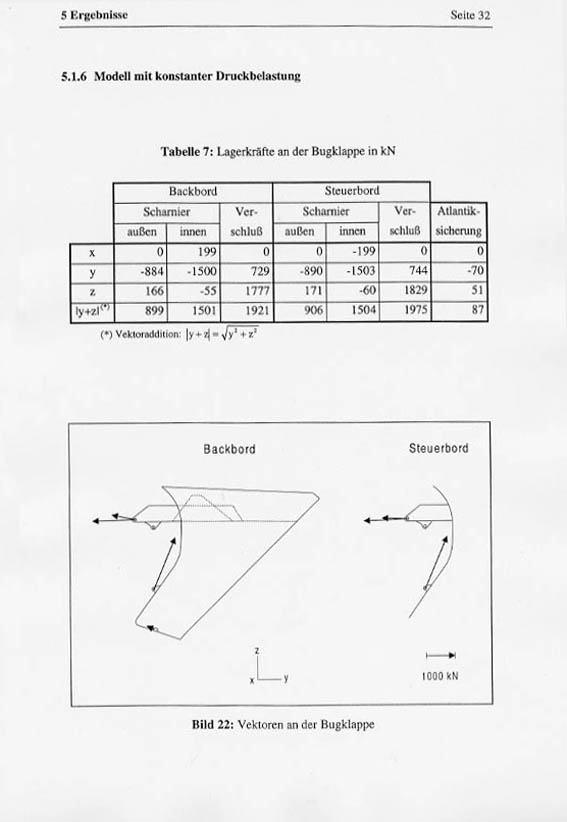 5 Ergebnisse Seite 32
5.1.6 Modell mit konstanter Druckbelastung
Tabelle 7: Lagerkräfte an der Bugklappe in kN
Backbord Steuerbord
Scharnier Ver- Scharnier Ver- Atlantik-
außen innen schluß außen innen schluß sicherung
x 0 199 0 0 -199 0 0
y -884 -1500 729 -890 -1503 744 -70
z 166 -55 1777 171 -60 1829 51
|y+z|(*) 899 1501 1921 906 1504 1975 87
(*) Vektoraddition: |y + z| = √y² + z²
Backbord Steuerbord
z
x y
1000 kN
Bild 22: Vektoren an der Bugklappe